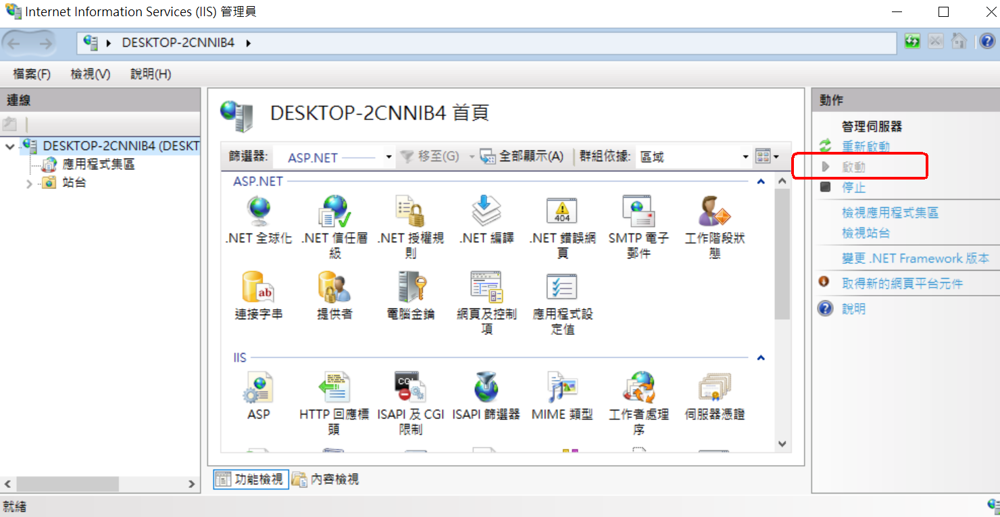 Internet Information Services (IIS) 管理員
DESKTOP-2CNNIB4
檔案(F) 檢視(V) 說明(H)
連線
DESKTOP-2CNNIB4 (DESKT
應用程式集區
站台
DESKTOP-2CNNIB4 首頁
篩選器: ASP.NET 移至(G) 全部顯示(A) 群組依據: 區域
ASP.NET
.NET 全球化
.NET 信任層
級
.NET 授權規
則
.NET 編譯
.NET 錯誤網
頁
SMTP 電子
郵件
工作階段狀
態
連接字串
提供者
電腦金鑰
網頁及控制
項
應用程式設
定值
IIS
ASP
HTTP 回應標
頭
ISAPI 及 CGI
限制
ISAPI 篩選器
MIME 類型
工作者處理
序
伺服器憑證
功能檢視 內容檢視
動作
管理伺服器
重新啟動
啟動
停止
檢視應用程式集區
檢視站台
變更 .NET Framework 版本
取得新的網頁平台元件
說明
就緒